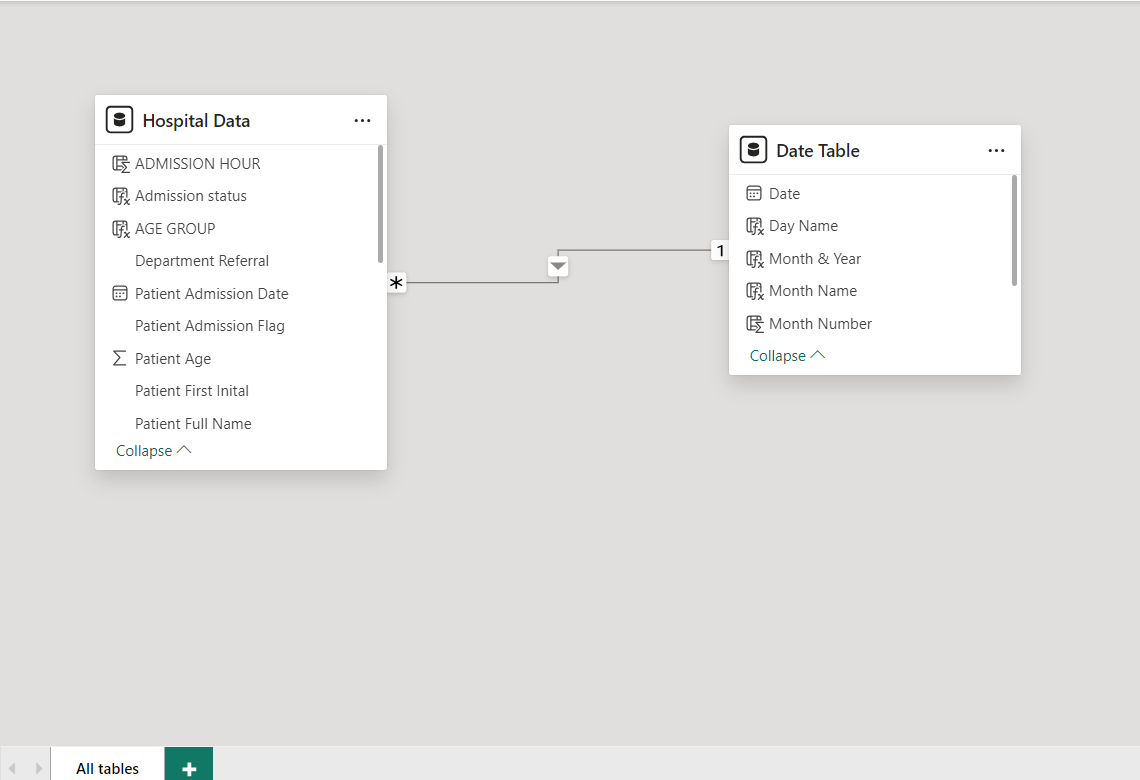 Hospital Data
ADMISSION HOUR
Admission status
AGE GROUP
Department Referral
Patient Admission Date
Patient Admission Flag
Patient Age
Patient First Inital
Patient Full Name
Collapse
*
1
Date Table
Date
Day Name
Month & Year
Month Name
Month Number
Collapse
All tables